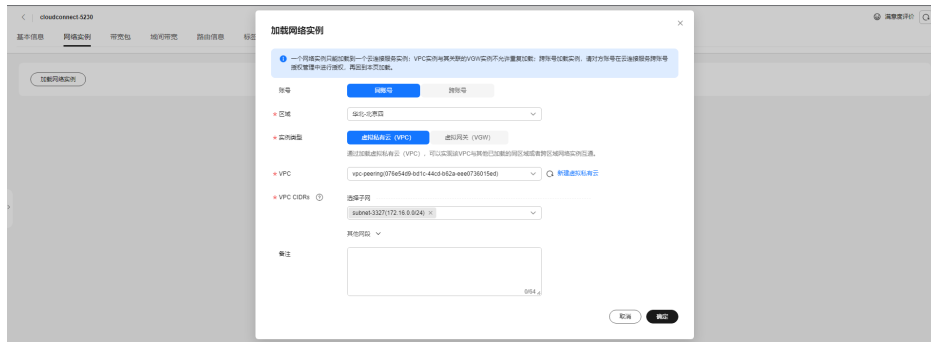 cloudconnect-5230
满意度评价
基本信息 网络实例 带宽包 域间带宽 路由信息 标签
加载网络实例
加载网络实例
一个网络实例只能加载到一个云连接服务实例；VPC实例与其关联的VGW实例不允许重复加载；跨账号加载实例，请对方账号在云连接服务跨账号
授权管理中进行授权，再回到本页加载。
账号 同账号 跨账号
* 区域 华北-北京四
* 实例类型 虚拟私有云（VPC） 虚拟网关（VGW）
通过加载虚拟私有云（VPC），可以实现该VPC与其他已加载的同区域或者跨区域网络实例互通。
* VPC vpc-peering(076e54d9-bd1c-44cd-b62a-eee0736015ed) 新建虚拟私有云
* VPC CIDRs 选择子网
subnet-3327(172.16.0.0/24) ×
其他网段
备注
0/64
取消 确定